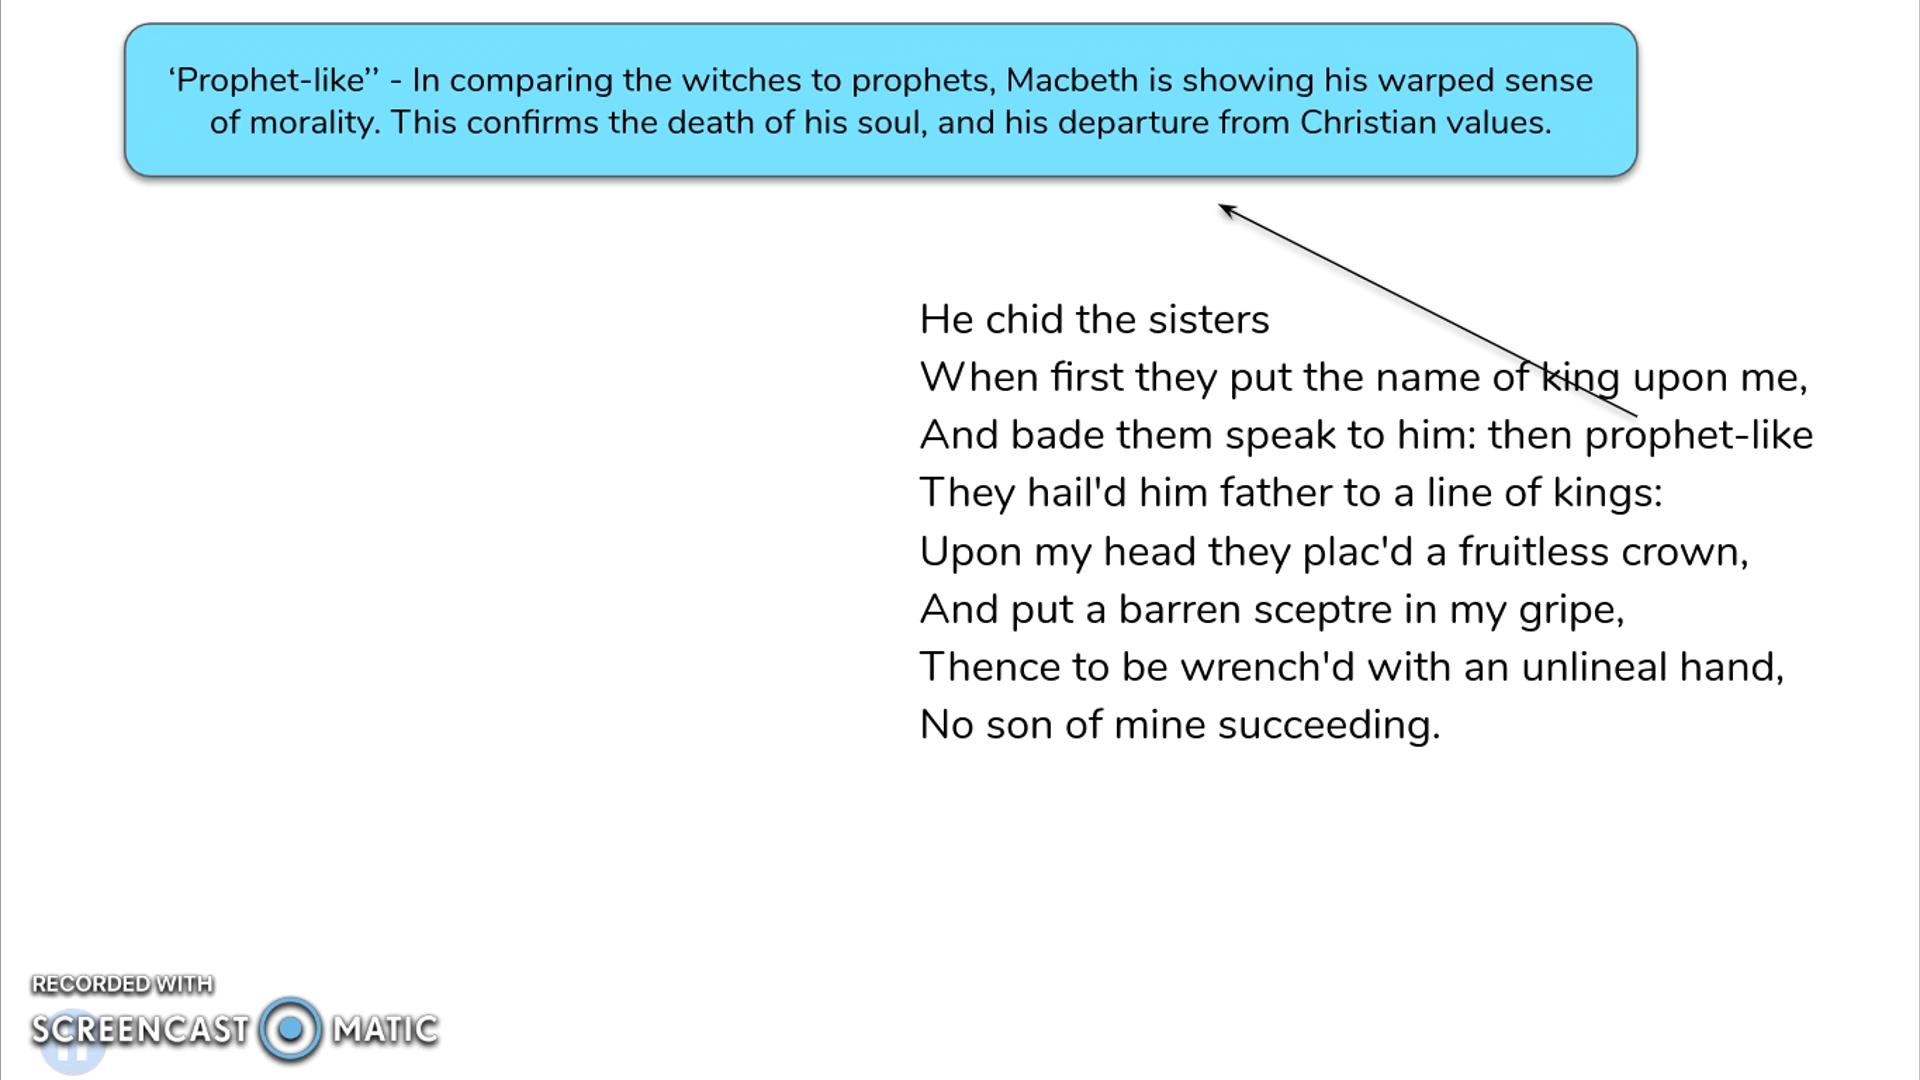 ‘Prophet-like’’ - In comparing the witches to prophets, Macbeth is showing his warped sense
of morality. This confirms the death of his soul, and his departure from Christian values.
He chid the sisters
When first they put the name of king upon me,
And bade them speak to him: then prophet-like
They hail'd him father to a line of kings:
Upon my head they plac'd a fruitless crown,
And put a barren sceptre in my gripe,
Thence to be wrench'd with an unlineal hand,
No son of mine succeeding.
RECORDED WITH
SCREENCAST MATIC